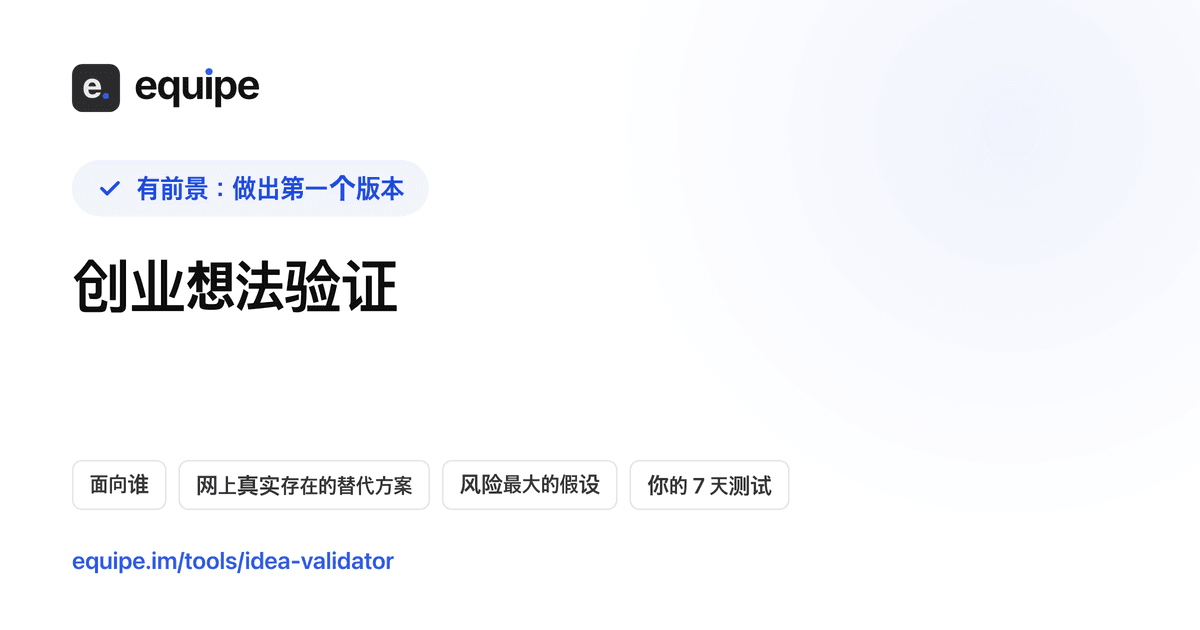 e. equipe
有前景：做出第一个版本
创业想法验证
面向谁 网上真实存在的替代方案 风险最大的假设 你的 7 天测试
equipe.im/tools/idea-validator